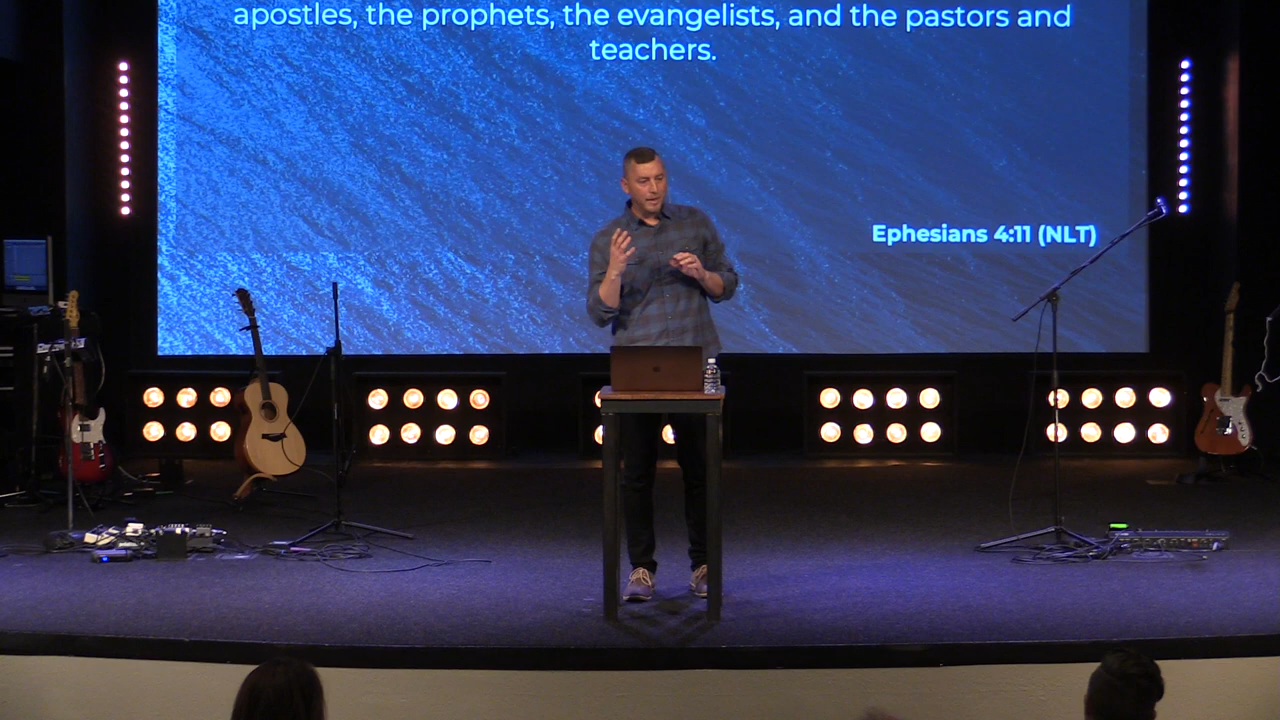 apostles, the prophets, the evangelists, and the pastors and
teachers.
Ephesians 4:11 (NLT)